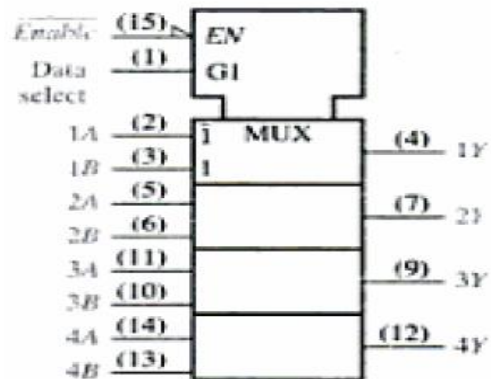 Enable (15) EN
Data select (1) G1
1A (2) 1̅ MUX (4) 1Y
1B (3) 1
2A (5) (7) 2Y
2B (6)
3A (11) (9) 3Y
3B (10)
4A (14) (12) 4Y
4B (13)